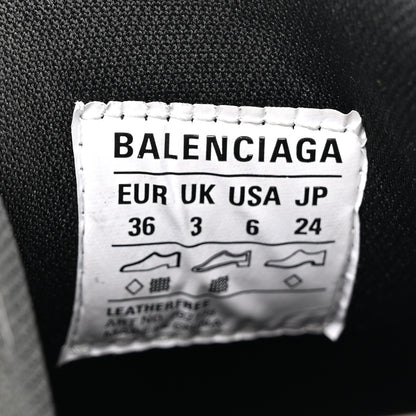 BALENCIAGA
EUR UK USA JP
36 3 6 24
LEATHERFREE